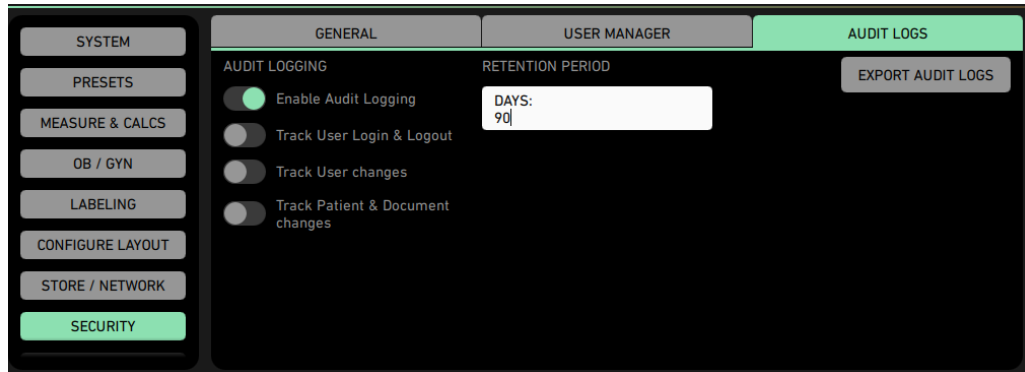 SYSTEM
PRESETS
MEASURE & CALCS
OB / GYN
LABELING
CONFIGURE LAYOUT
STORE / NETWORK
SECURITY
GENERAL
USER MANAGER
AUDIT LOGS
AUDIT LOGGING
Enable Audit Logging
Track User Login & Logout
Track User changes
Track Patient & Document
changes
RETENTION PERIOD
DAYS:
90
EXPORT AUDIT LOGS